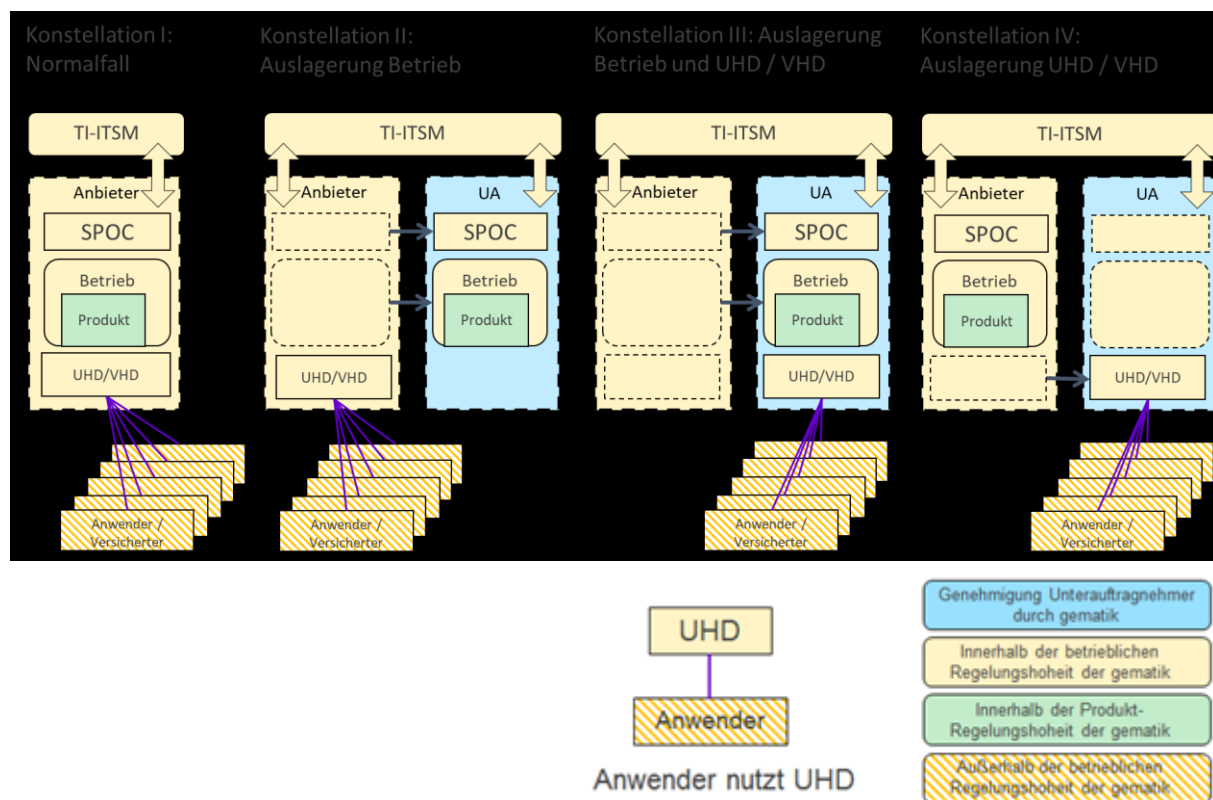 Konstellation I:
Normalfall
TI-ITSM
Anbieter
SPOC
Betrieb
Produkt
UHD/VHD
Anwender /
Versicherter
Konstellation II:
Auslagerung Betrieb
TI-ITSM
Anbieter
UA
SPOC
Betrieb
Produkt
UHD/VHD
Anwender /
Versicherter
Konstellation III: Auslagerung
Betrieb und UHD / VHD
TI-ITSM
Anbieter
UA
SPOC
Betrieb
Produkt
UHD/VHD
Anwender /
Versicherter
Konstellation IV:
Auslagerung UHD / VHD
TI-ITSM
Anbieter
UA
SPOC
Betrieb
Produkt
UHD/VHD
Anwender /
Versicherter
UHD
Anwender
Anwender nutzt UHD
Genehmigung Unterauftragnehmer
durch gematik
Innerhalb der betrieblichen
Regelungshoheit der gematik
Innerhalb der Produkt-
Regelungshoheit der gematik
Außerhalb der betrieblichen
Regelungshoheit der gematik